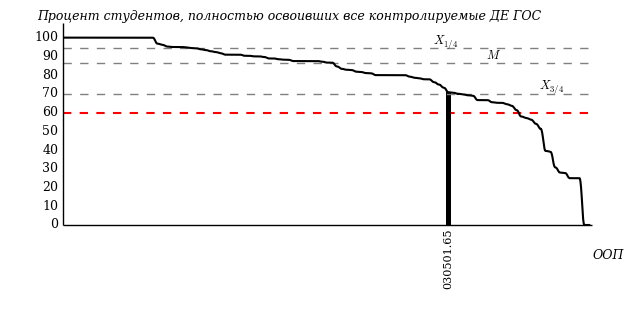 Процент студентов, полностью освоивших все контролируемые ДЕ ГОС
100
90
80
70
60
50
40
30
20
10
0
X1/4
M
X3/4
030501.65
ООП